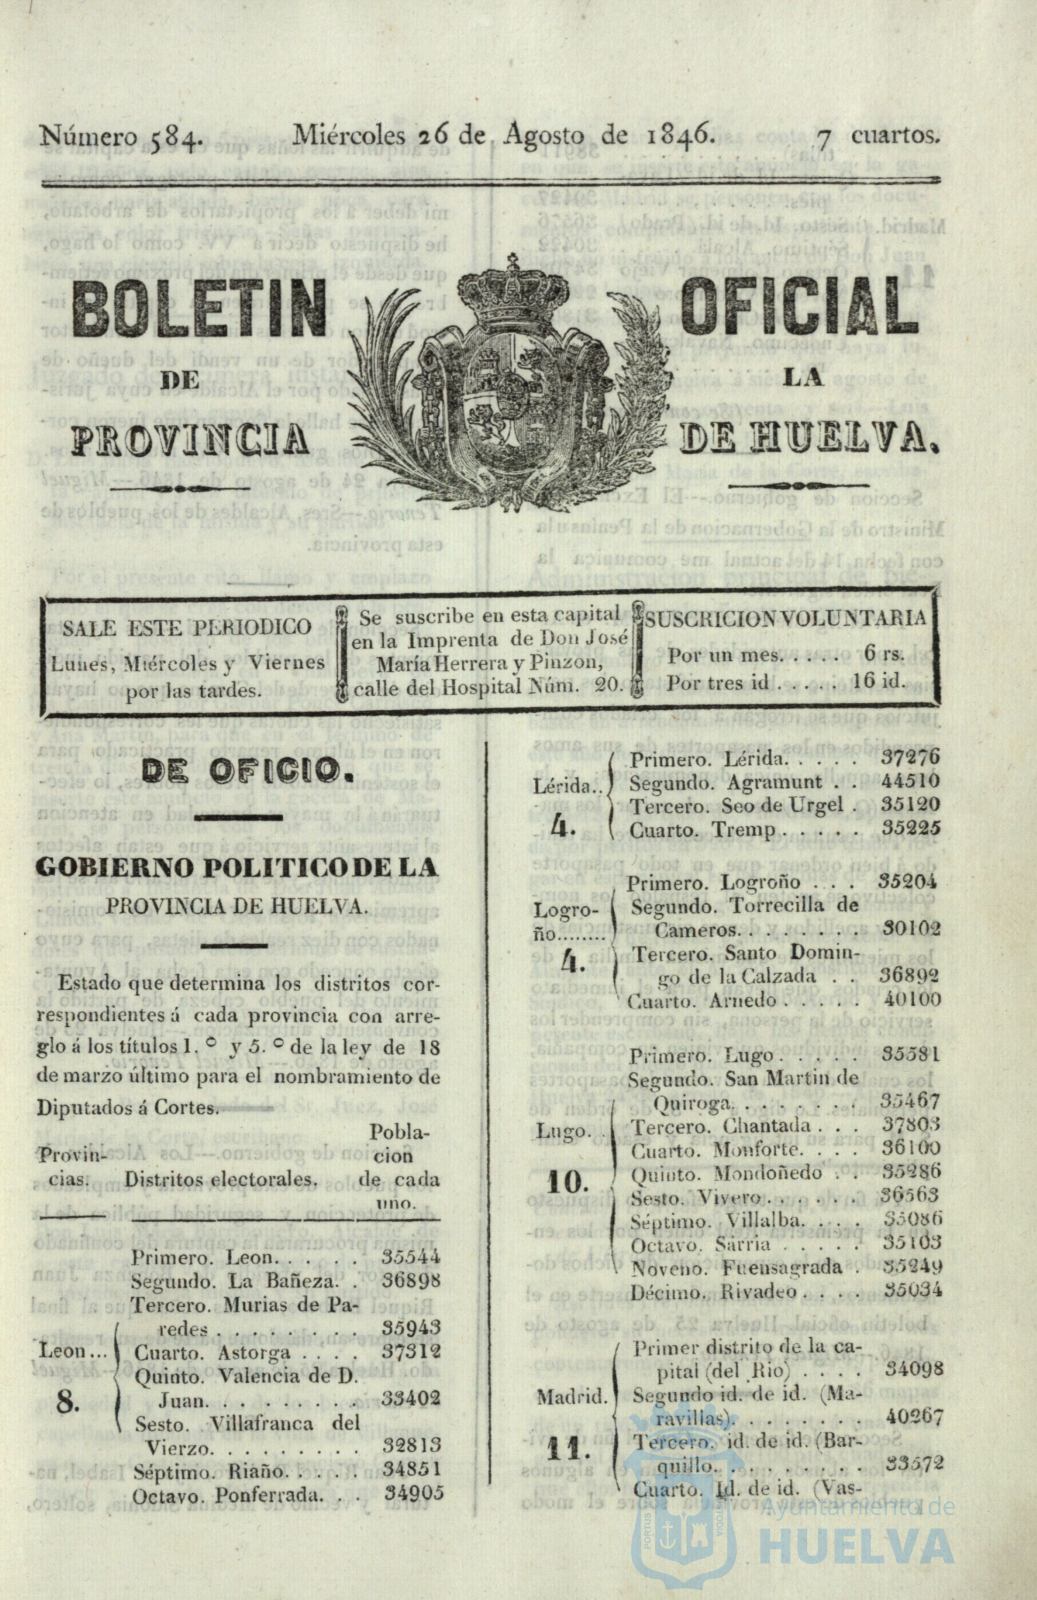 Número 584. Miércoles 26 de Agosto de 1846. 7 cuartos.
BOLETIN OFICIAL
DE LA
PROVINCIA DE HUELVA.
SALE ESTE PERIODICO
Lunes, Miércoles y Viernes
por las tardes.
Se suscribe en esta capital
en la Imprenta de Don José
María Herrera y Pinzon,
calle del Hospital Núm. 20.
SUSCRICION VOLUNTARIA
Por un mes. . . . . 6 rs.
Por tres id . . . . . 16 id.
DE OFICIO.
GOBIERNO POLITICO DE LA
PROVINCIA DE HUELVA.
Estado que determina los distritos cor-
respondientes á cada provincia con arre-
glo á los títulos 1.º y 5.º de la ley de 18
de marzo último para el nombramiento de
Diputados á Cortes.
Provin-
cias. Distritos electorales. Pobla-
cion
de cada
uno.
Leon...
8.
Primero. Leon. . . . . 35544
Segundo. La Bañeza. . 36898
Tercero. Murias de Pa-
redes . . . . . . . . 35943
Cuarto. Astorga . . . . 37312
Quinto. Valencia de D.
Juan. . . . . . . . . 33402
Sesto. Villafranca del
Vierzo. . . . . . . . . 32813
Séptimo. Riaño. . . . . 34851
Octavo. Ponferrada. . . 34905
Lérida..
4.
Primero. Lérida. . . . . 37276
Segundo. Agramunt . . 44510
Tercero. Seo de Urgel . 35120
Cuarto. Tremp . . . . . 35225
Logro-
ño........
4.
Primero. Logroño . . . 35204
Segundo. Torrecilla de
Cameros. . . . . . . . 30102
Tercero. Santo Domin-
go de la Calzada . . 36892
Cuarto. Arnedo . . . . . 40100
Lugo. .
10.
Primero. Lugo . . . . . 35581
Segundo. San Martin de
Quiroga. . . . . . . . 35467
Tercero. Chantada . . . 37803
Cuarto. Monforte. . . . 36100
Quinto. Mondoñedo . . 35286
Sesto. Vivero . . . . . . 36563
Séptimo. Villalba. . . . 35086
Octavo. Sarria . . . . . 35103
Noveno. Fuensagrada . 35249
Décimo. Rivadeo . . . . 35034
Madrid.
11.
Primer distrito de la ca-
pital (del Rio) . . . . 34098
Segundo id. de id. (Ma-
ravillas). . . . . . . . 40267
Tercero. id. de id. (Bar-
quillo. . . . . . . . . 33572
Cuarto. Id. de id. (Vas-
Ayuntamiento de
HUELVA